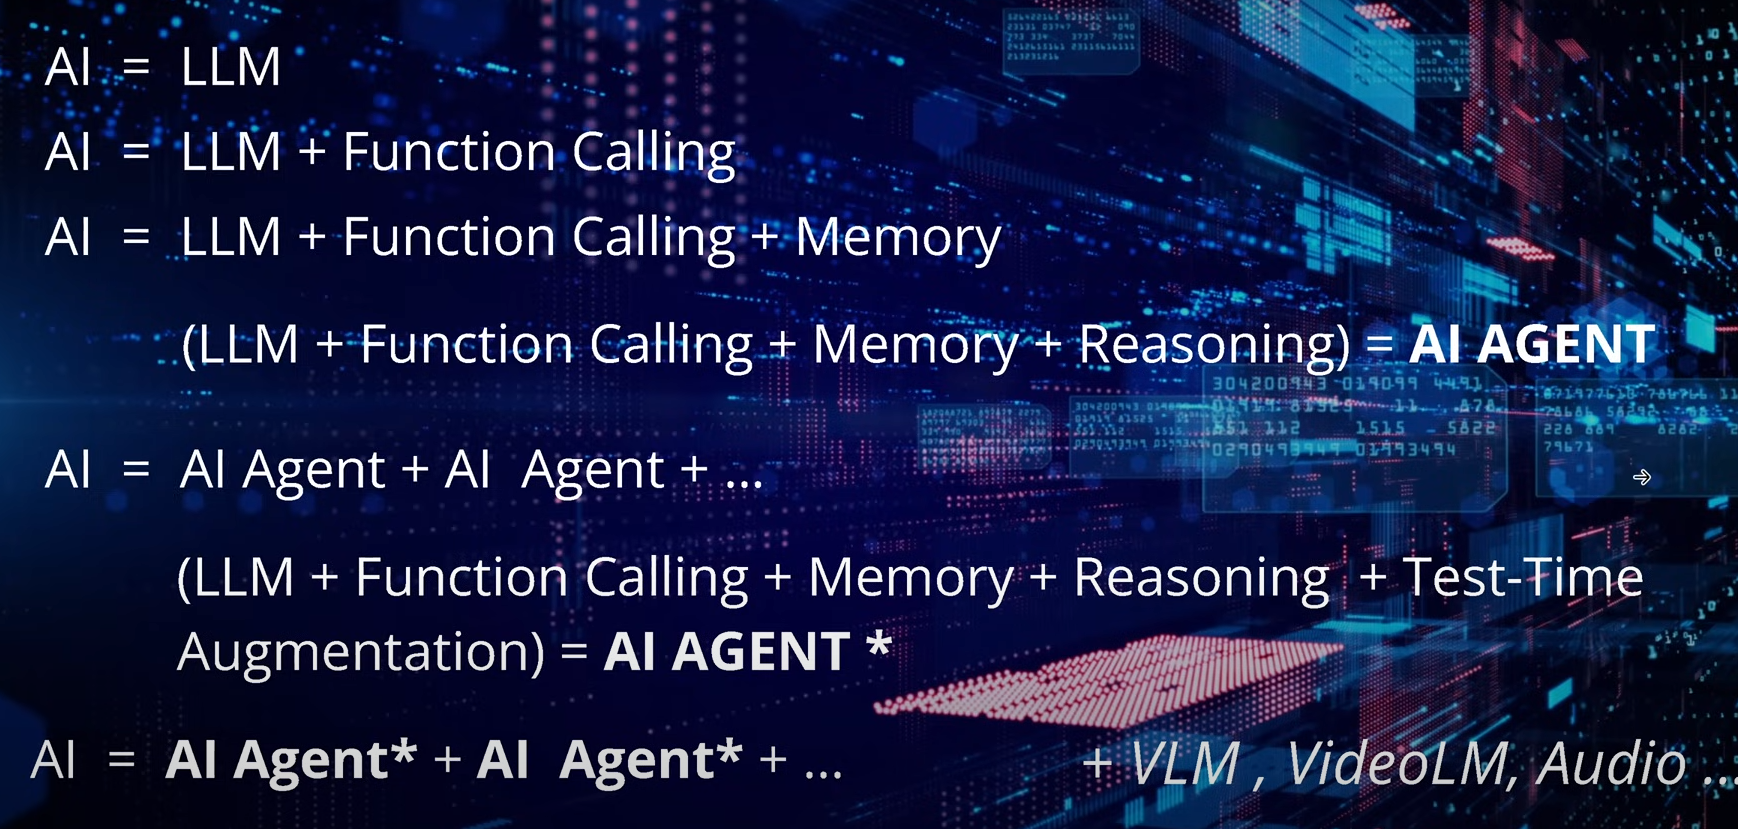 AI = LLM
AI = LLM + Function Calling
AI = LLM + Function Calling + Memory
(LLM + Function Calling + Memory + Reasoning) = AI AGENT
AI = AI Agent + AI Agent + ...
(LLM + Function Calling + Memory + Reasoning + Test-Time
Augmentation) = AI AGENT *
AI = AI Agent* + AI Agent* + ... + VLM , VideoLM, Audio ...